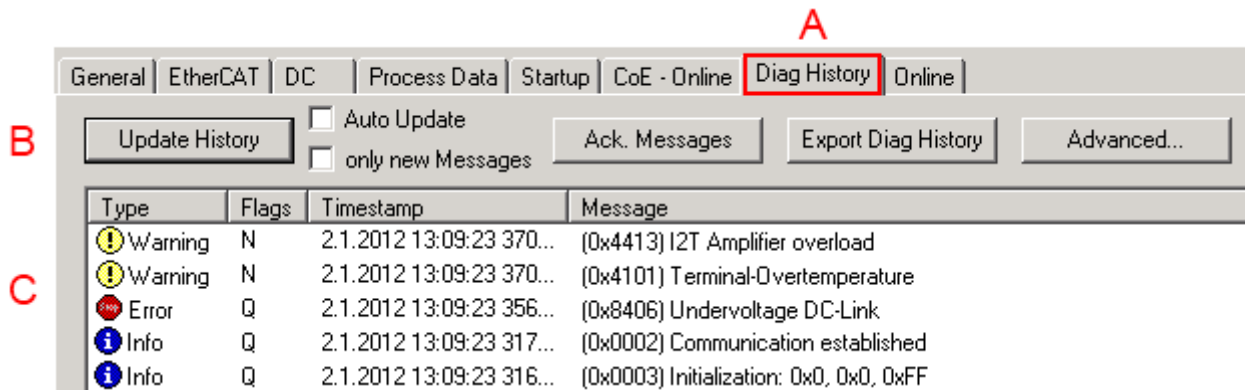 A
General EtherCAT DC Process Data Startup CoE - Online Diag History Online
B
Update History Auto Update Ack. Messages Export Diag History Advanced...
only new Messages
Type Flags Timestamp Message
C
Warning N 2.1.2012 13:09:23 370... (0x4413) I2T Amplifier overload
Warning N 2.1.2012 13:09:23 370... (0x4101) Terminal-Overtemperature
Error Q 2.1.2012 13:09:23 356... (0x8406) Undervoltage DC-Link
Info Q 2.1.2012 13:09:23 317... (0x0002) Communication established
Info Q 2.1.2012 13:09:23 316... (0x0003) Initialization: 0x0, 0x0, 0xFF